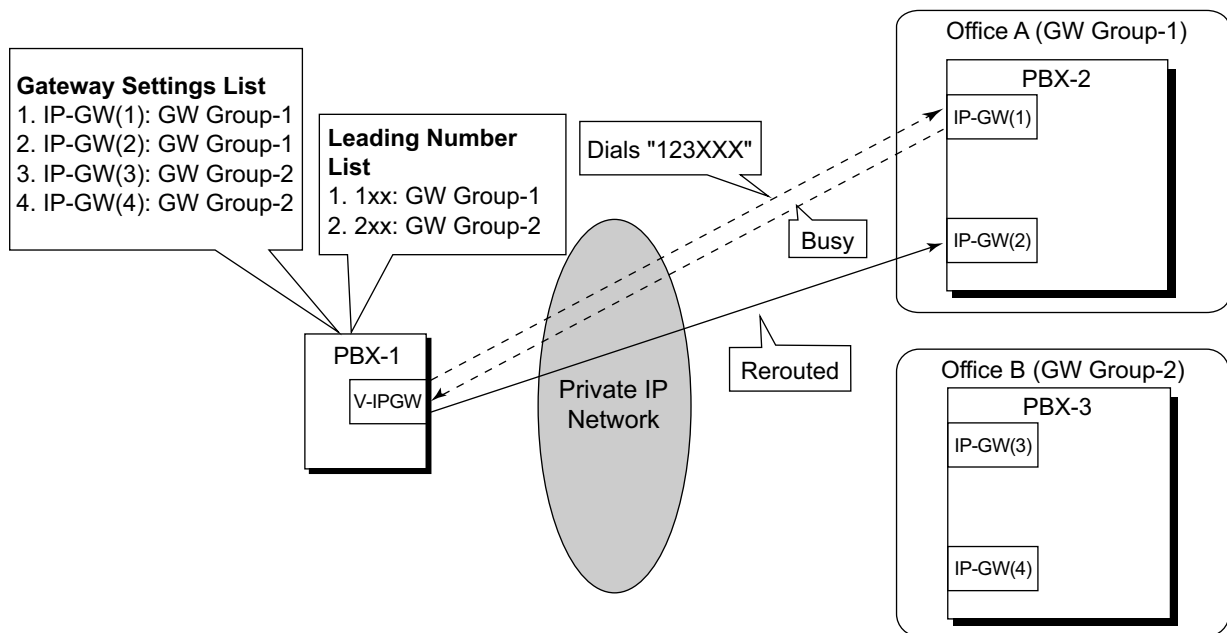 Gateway Settings List
1. IP-GW(1): GW Group-1
2. IP-GW(2): GW Group-1
3. IP-GW(3): GW Group-2
4. IP-GW(4): GW Group-2
Leading Number
List
1. 1xx: GW Group-1
2. 2xx: GW Group-2
PBX-1
V-IPGW
Private IP
Network
Dials "123XXX"
Busy
Rerouted
Office A (GW Group-1)
PBX-2
IP-GW(1)
IP-GW(2)
Office B (GW Group-2)
PBX-3
IP-GW(3)
IP-GW(4)